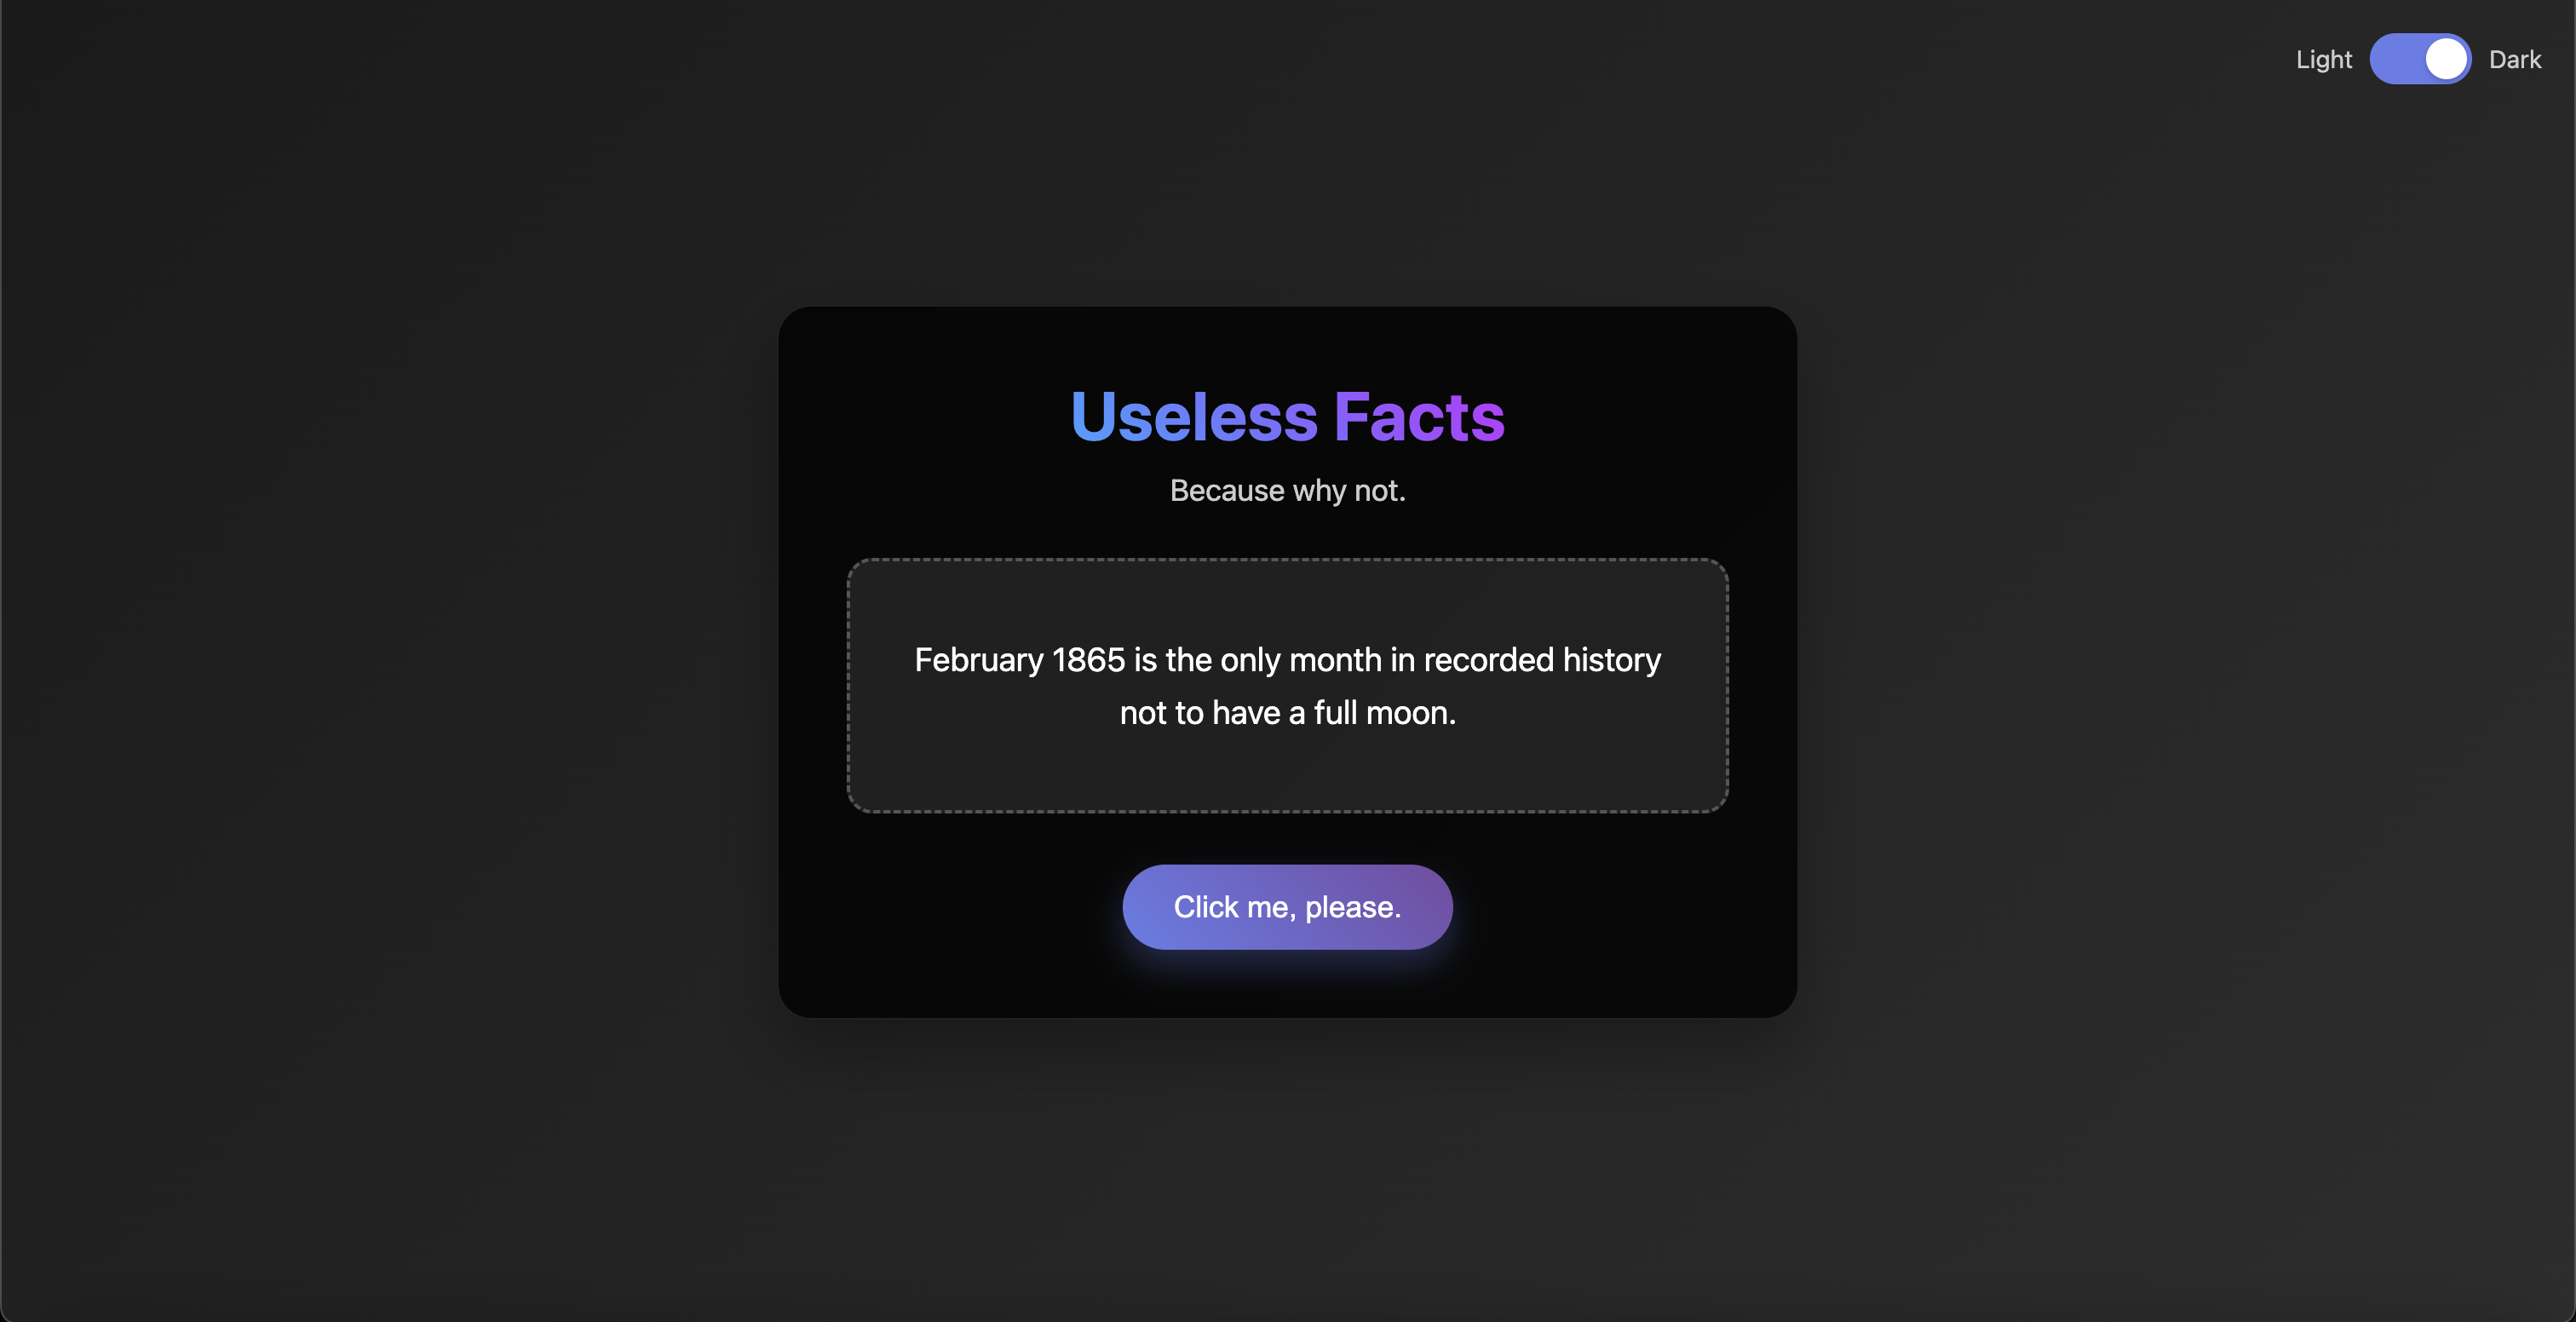 Light Dark
Useless Facts
Because why not.
February 1865 is the only month in recorded history
not to have a full moon.
Click me, please.